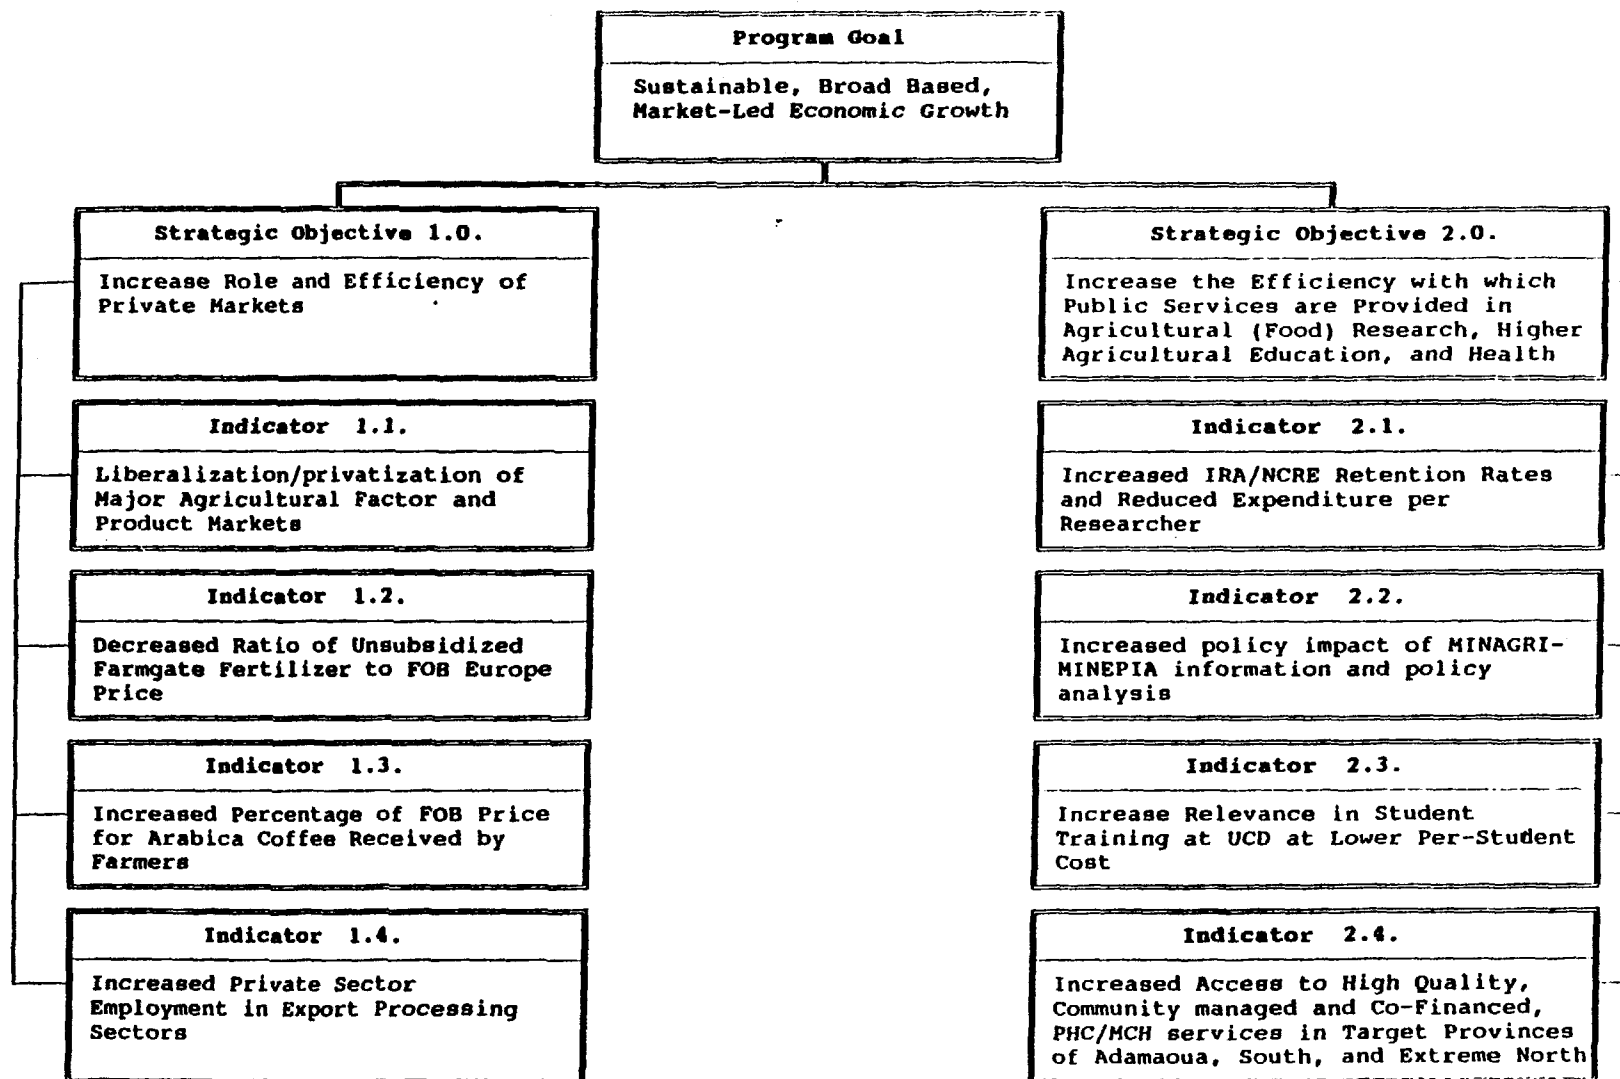 Program Goal
Sustainable, Broad Based,
Market-Led Economic Growth
Strategic Objective 1.0.
Increase Role and Efficiency of
Private Markets
Indicator 1.1.
Liberalization/privatization of
Major Agricultural Factor and
Product Markets
Indicator 1.2.
Decreased Ratio of Unsubsidized
Farmgate Fertilizer to FOB Europe
Price
Indicator 1.3.
Increased Percentage of FOB Price
for Arabica Coffee Received by
Farmers
Indicator 1.4.
Increased Private Sector
Employment in Export Processing
Sectors
Strategic Objective 2.0.
Increase the Efficiency with which
Public Services are Provided in
Agricultural (Food) Research, Higher
Agricultural Education, and Health
Indicator 2.1.
Increased IRA/NCRE Retention Rates
and Reduced Expenditure per
Researcher
Indicator 2.2.
Increased policy impact of MINAGRI-
MINEPIA information and policy
analysis
Indicator 2.3.
Increase Relevance in Student
Training at UCD at Lower Per-Student
Cost
Indicator 2.4.
Increased Access to High Quality,
Community managed and Co-Financed,
PHC/MCH services in Target Provinces
of Adamaoua, South, and Extreme North